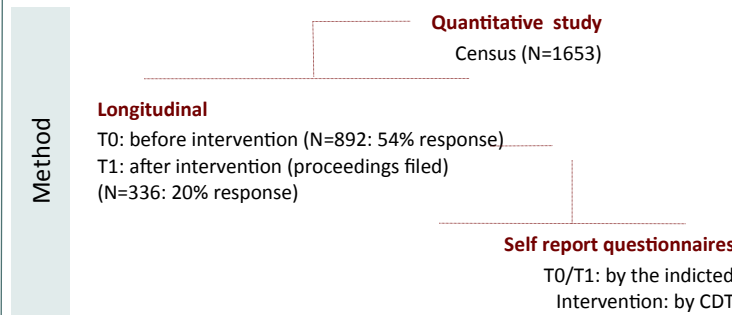 Method
Quantitative study
Census (N=1653)
Longitudinal
T0: before intervention (N=892: 54% response)
T1: after intervention (proceedings filed)
(N=336: 20% response)
Self report questionnaires
T0/T1: by the indicted
Intervention: by CDT